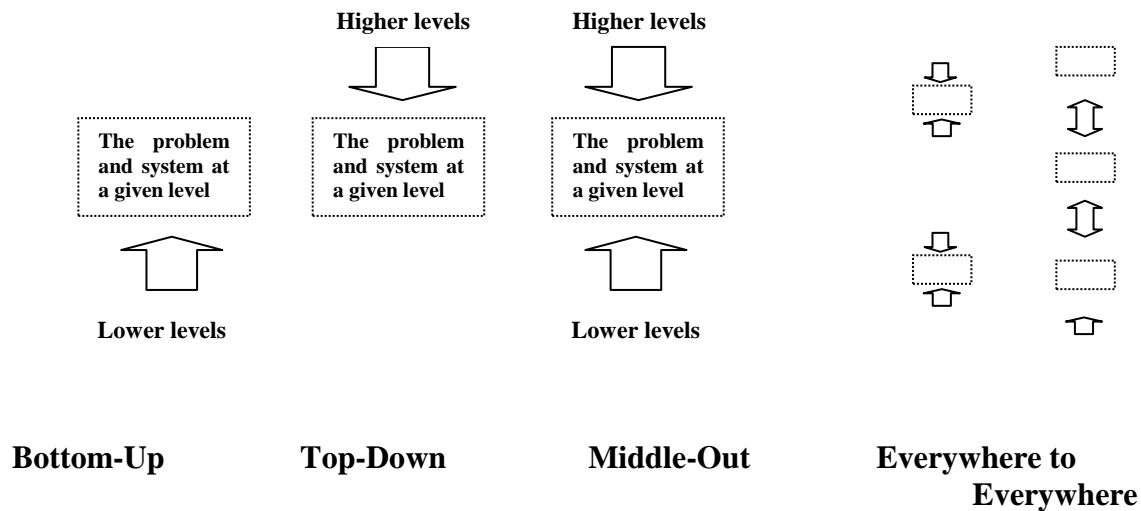 Higher levels
Higher levels
The problem
and system at
a given level
The problem
and system at
a given level
The problem
and system at
a given level
Lower levels
Lower levels
Bottom-Up
Top-Down
Middle-Out
Everywhere to
Everywhere